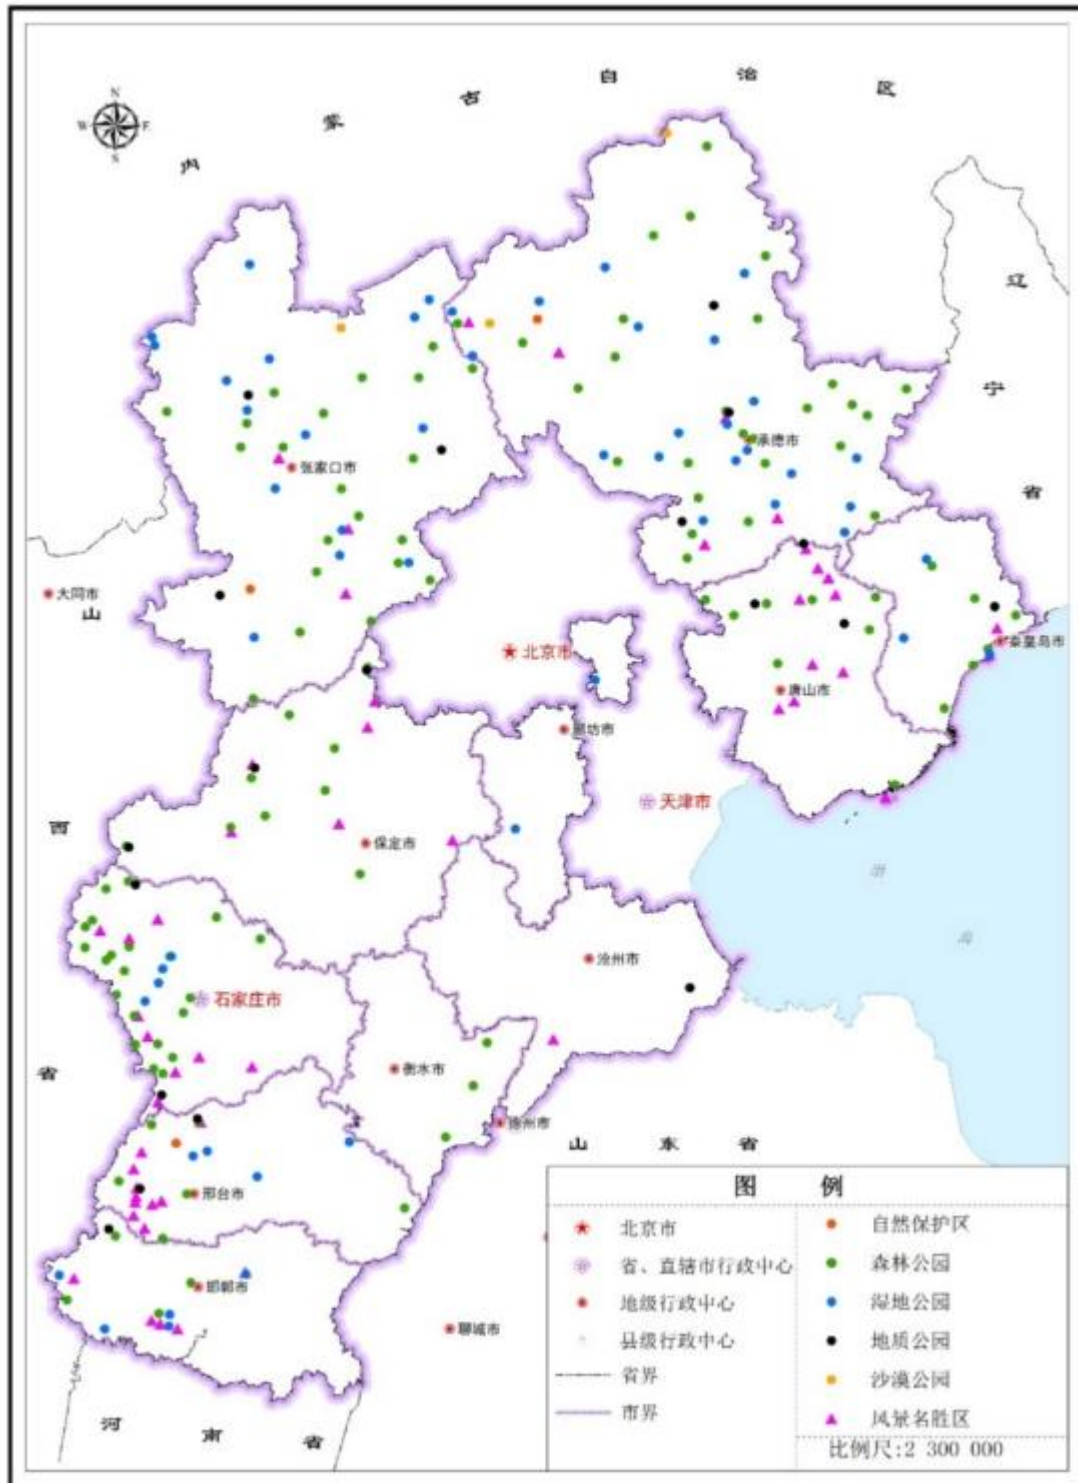 内 蒙 古 自 治 区
N
W E
S
辽 宁 省
承德市
张家口市
大同市
山 西 省
北京市
秦皇岛市
唐山市
廊坊市
天津市
保定市
渤 海
沧州市
石家庄市
衡水市
德州市
山 东 省
邢台市
邯郸市
聊城市
河 南 省
图 例
北京市
省、直辖市行政中心
地级行政中心
县级行政中心
省界
市界
自然保护区
森林公园
湿地公园
地质公园
沙漠公园
风景名胜区
比例尺:2 300 000